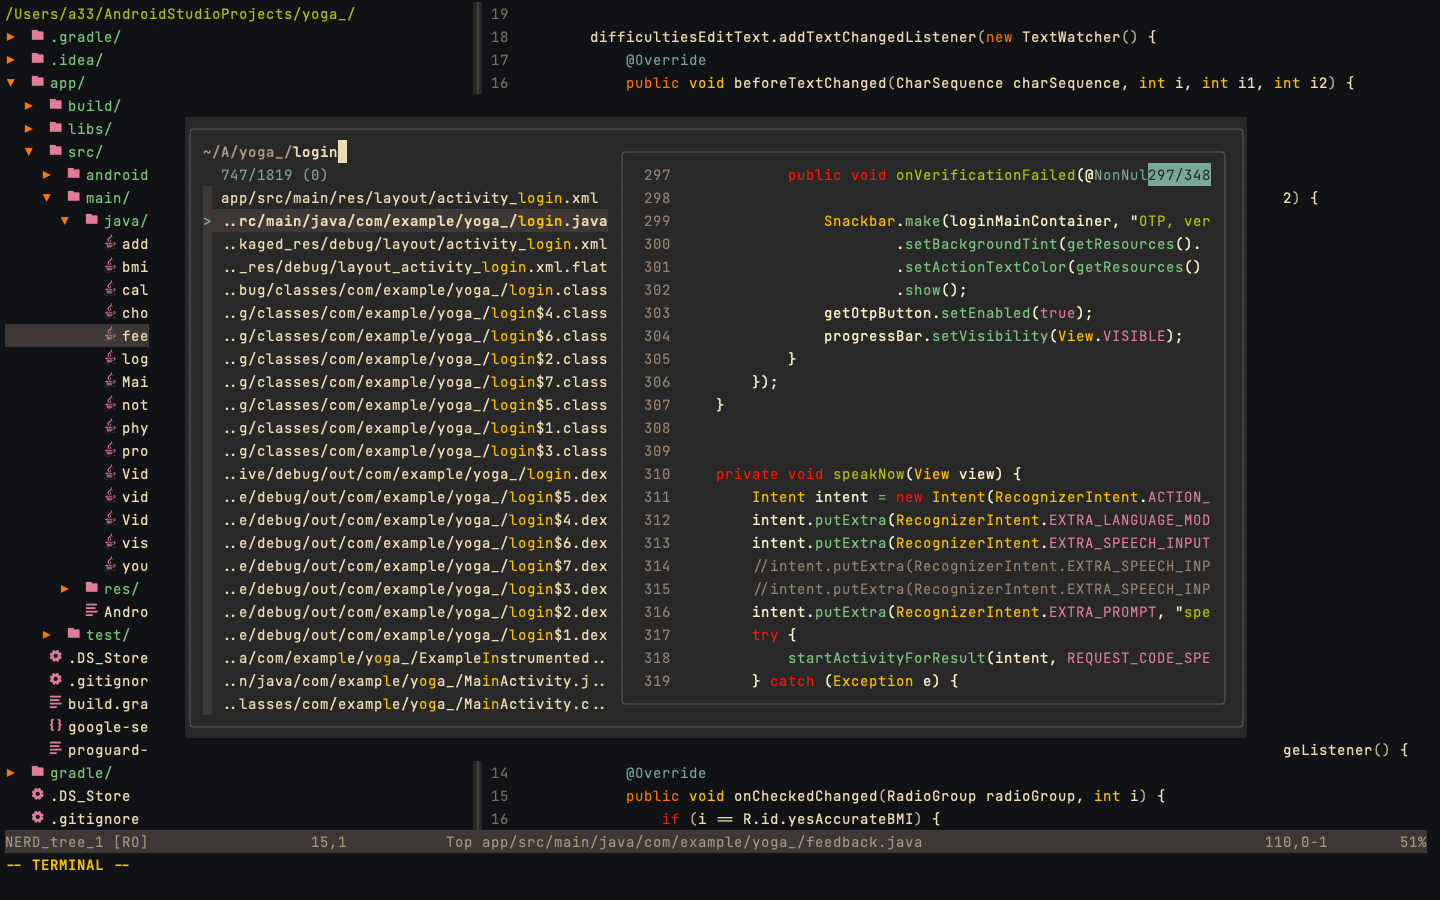 /Users/a33/AndroidStudioProjects/yoga_/
▸ .gradle/
▸ .idea/
▾ app/
▸ build/
▸ libs/
▾ src/
▸ android
▾ main/
▾ java/
add
bmi
cal
cho
fee
log
Mai
not
phy
pro
Vid
vid
Vid
vis
you
▸ res/
Andro
▸ test/
.DS_Store
.gitignor
build.gra
google-se
proguard-
▸ gradle/
.DS_Store
.gitignore
19
18 difficultiesEditText.addTextChangedListener(new TextWatcher() {
17 @Override
16 public void beforeTextChanged(CharSequence charSequence, int i, int i1, int i2) {
2) {
geListener() {
~/A/yoga_/login
747/1819 (0)
app/src/main/res/layout/activity_login.xml
> ..rc/main/java/com/example/yoga_/login.java
..kaged_res/debug/layout/activity_login.xml
.._res/debug/layout_activity_login.xml.flat
..bug/classes/com/example/yoga_/login.class
..g/classes/com/example/yoga_/login$4.class
..g/classes/com/example/yoga_/login$6.class
..g/classes/com/example/yoga_/login$2.class
..g/classes/com/example/yoga_/login$7.class
..g/classes/com/example/yoga_/login$5.class
..g/classes/com/example/yoga_/login$1.class
..g/classes/com/example/yoga_/login$3.class
..ive/debug/out/com/example/yoga_/login.dex
..e/debug/out/com/example/yoga_/login$5.dex
..e/debug/out/com/example/yoga_/login$4.dex
..e/debug/out/com/example/yoga_/login$6.dex
..e/debug/out/com/example/yoga_/login$7.dex
..e/debug/out/com/example/yoga_/login$3.dex
..e/debug/out/com/example/yoga_/login$2.dex
..e/debug/out/com/example/yoga_/login$1.dex
..a/com/example/yoga_/ExampleInstrumented..
..n/java/com/example/yoga_/MainActivity.j..
..lasses/com/example/yoga_/MainActivity.c..
297 public void onVerificationFailed(@NonNul297/348
298
299 Snackbar.make(loginMainContainer, "OTP, ver
300 .setBackgroundTint(getResources().
301 .setActionTextColor(getResources()
302 .show();
303 getOtpButton.setEnabled(true);
304 progressBar.setVisibility(View.VISIBLE);
305 }
306 });
307 }
308
309
310 private void speakNow(View view) {
311 Intent intent = new Intent(RecognizerIntent.ACTION_
312 intent.putExtra(RecognizerIntent.EXTRA_LANGUAGE_MOD
313 intent.putExtra(RecognizerIntent.EXTRA_SPEECH_INPUT
314 //intent.putExtra(RecognizerIntent.EXTRA_SPEECH_INP
315 //intent.putExtra(RecognizerIntent.EXTRA_SPEECH_INP
316 intent.putExtra(RecognizerIntent.EXTRA_PROMPT, "spe
317 try {
318 startActivityForResult(intent, REQUEST_CODE_SPE
319 } catch (Exception e) {
14 @Override
15 public void onCheckedChanged(RadioGroup radioGroup, int i) {
16 if (i == R.id.yesAccurateBMI) {
NERD_tree_1 [RO] 15,1 Top app/src/main/java/com/example/yoga_/feedback.java 110,0-1 51%
-- TERMINAL --